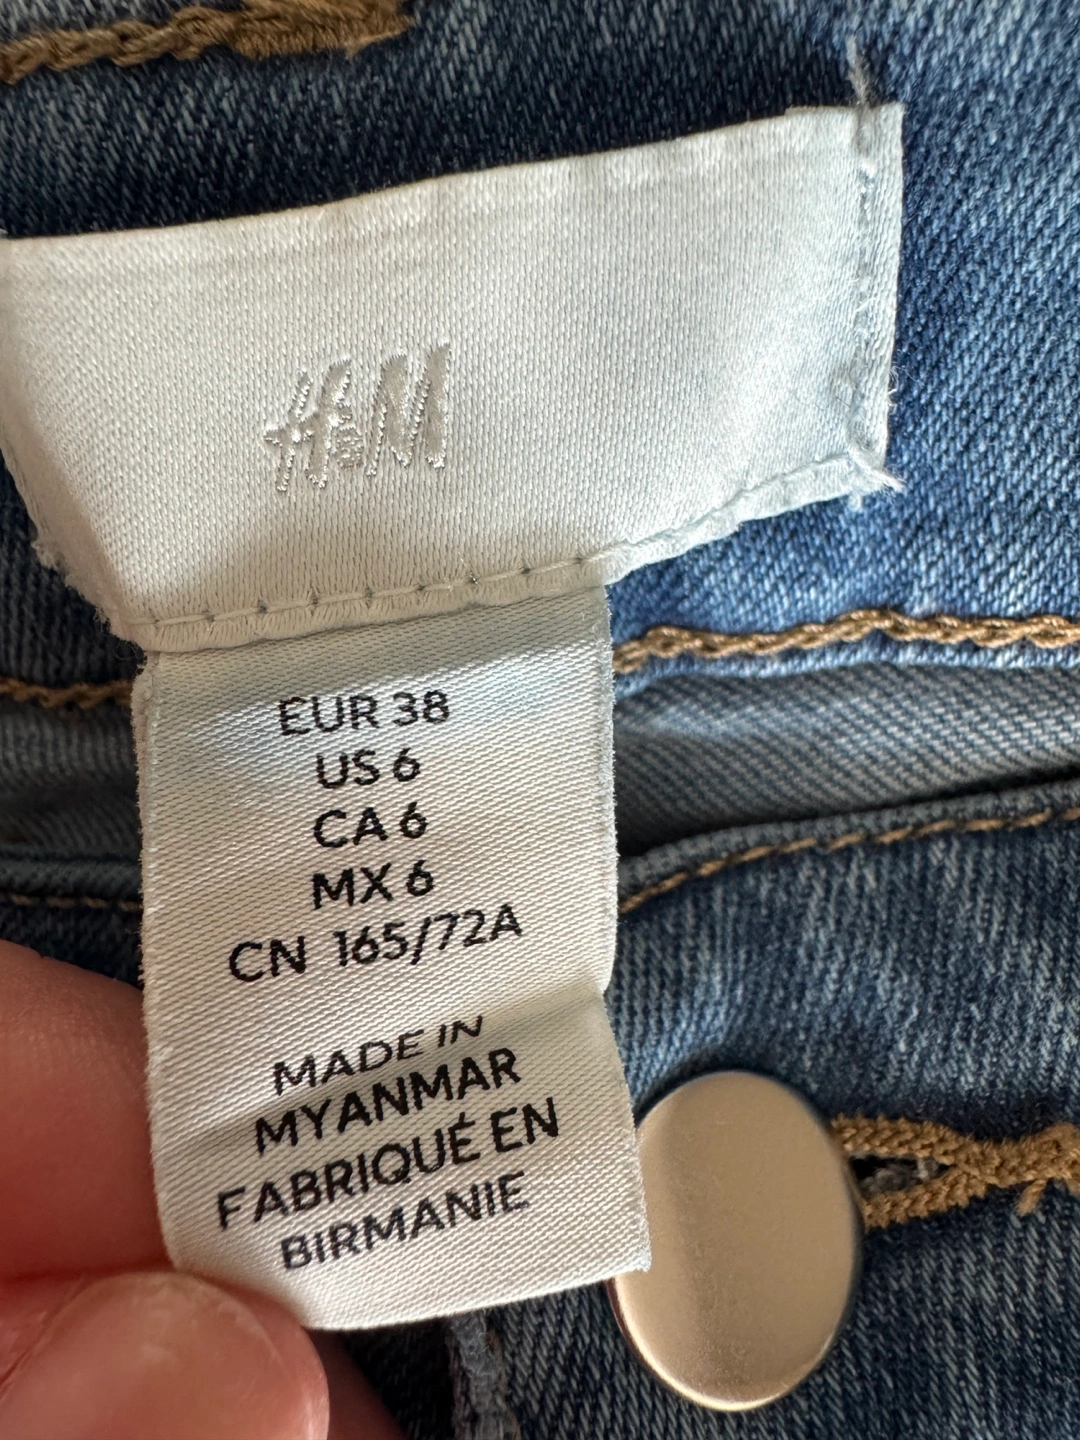 H&M
EUR 38
US 6
CA 6
MX 6
CN 165/72A
MADE IN
MYANMAR
FABRIQUÉ EN
BIRMANIE